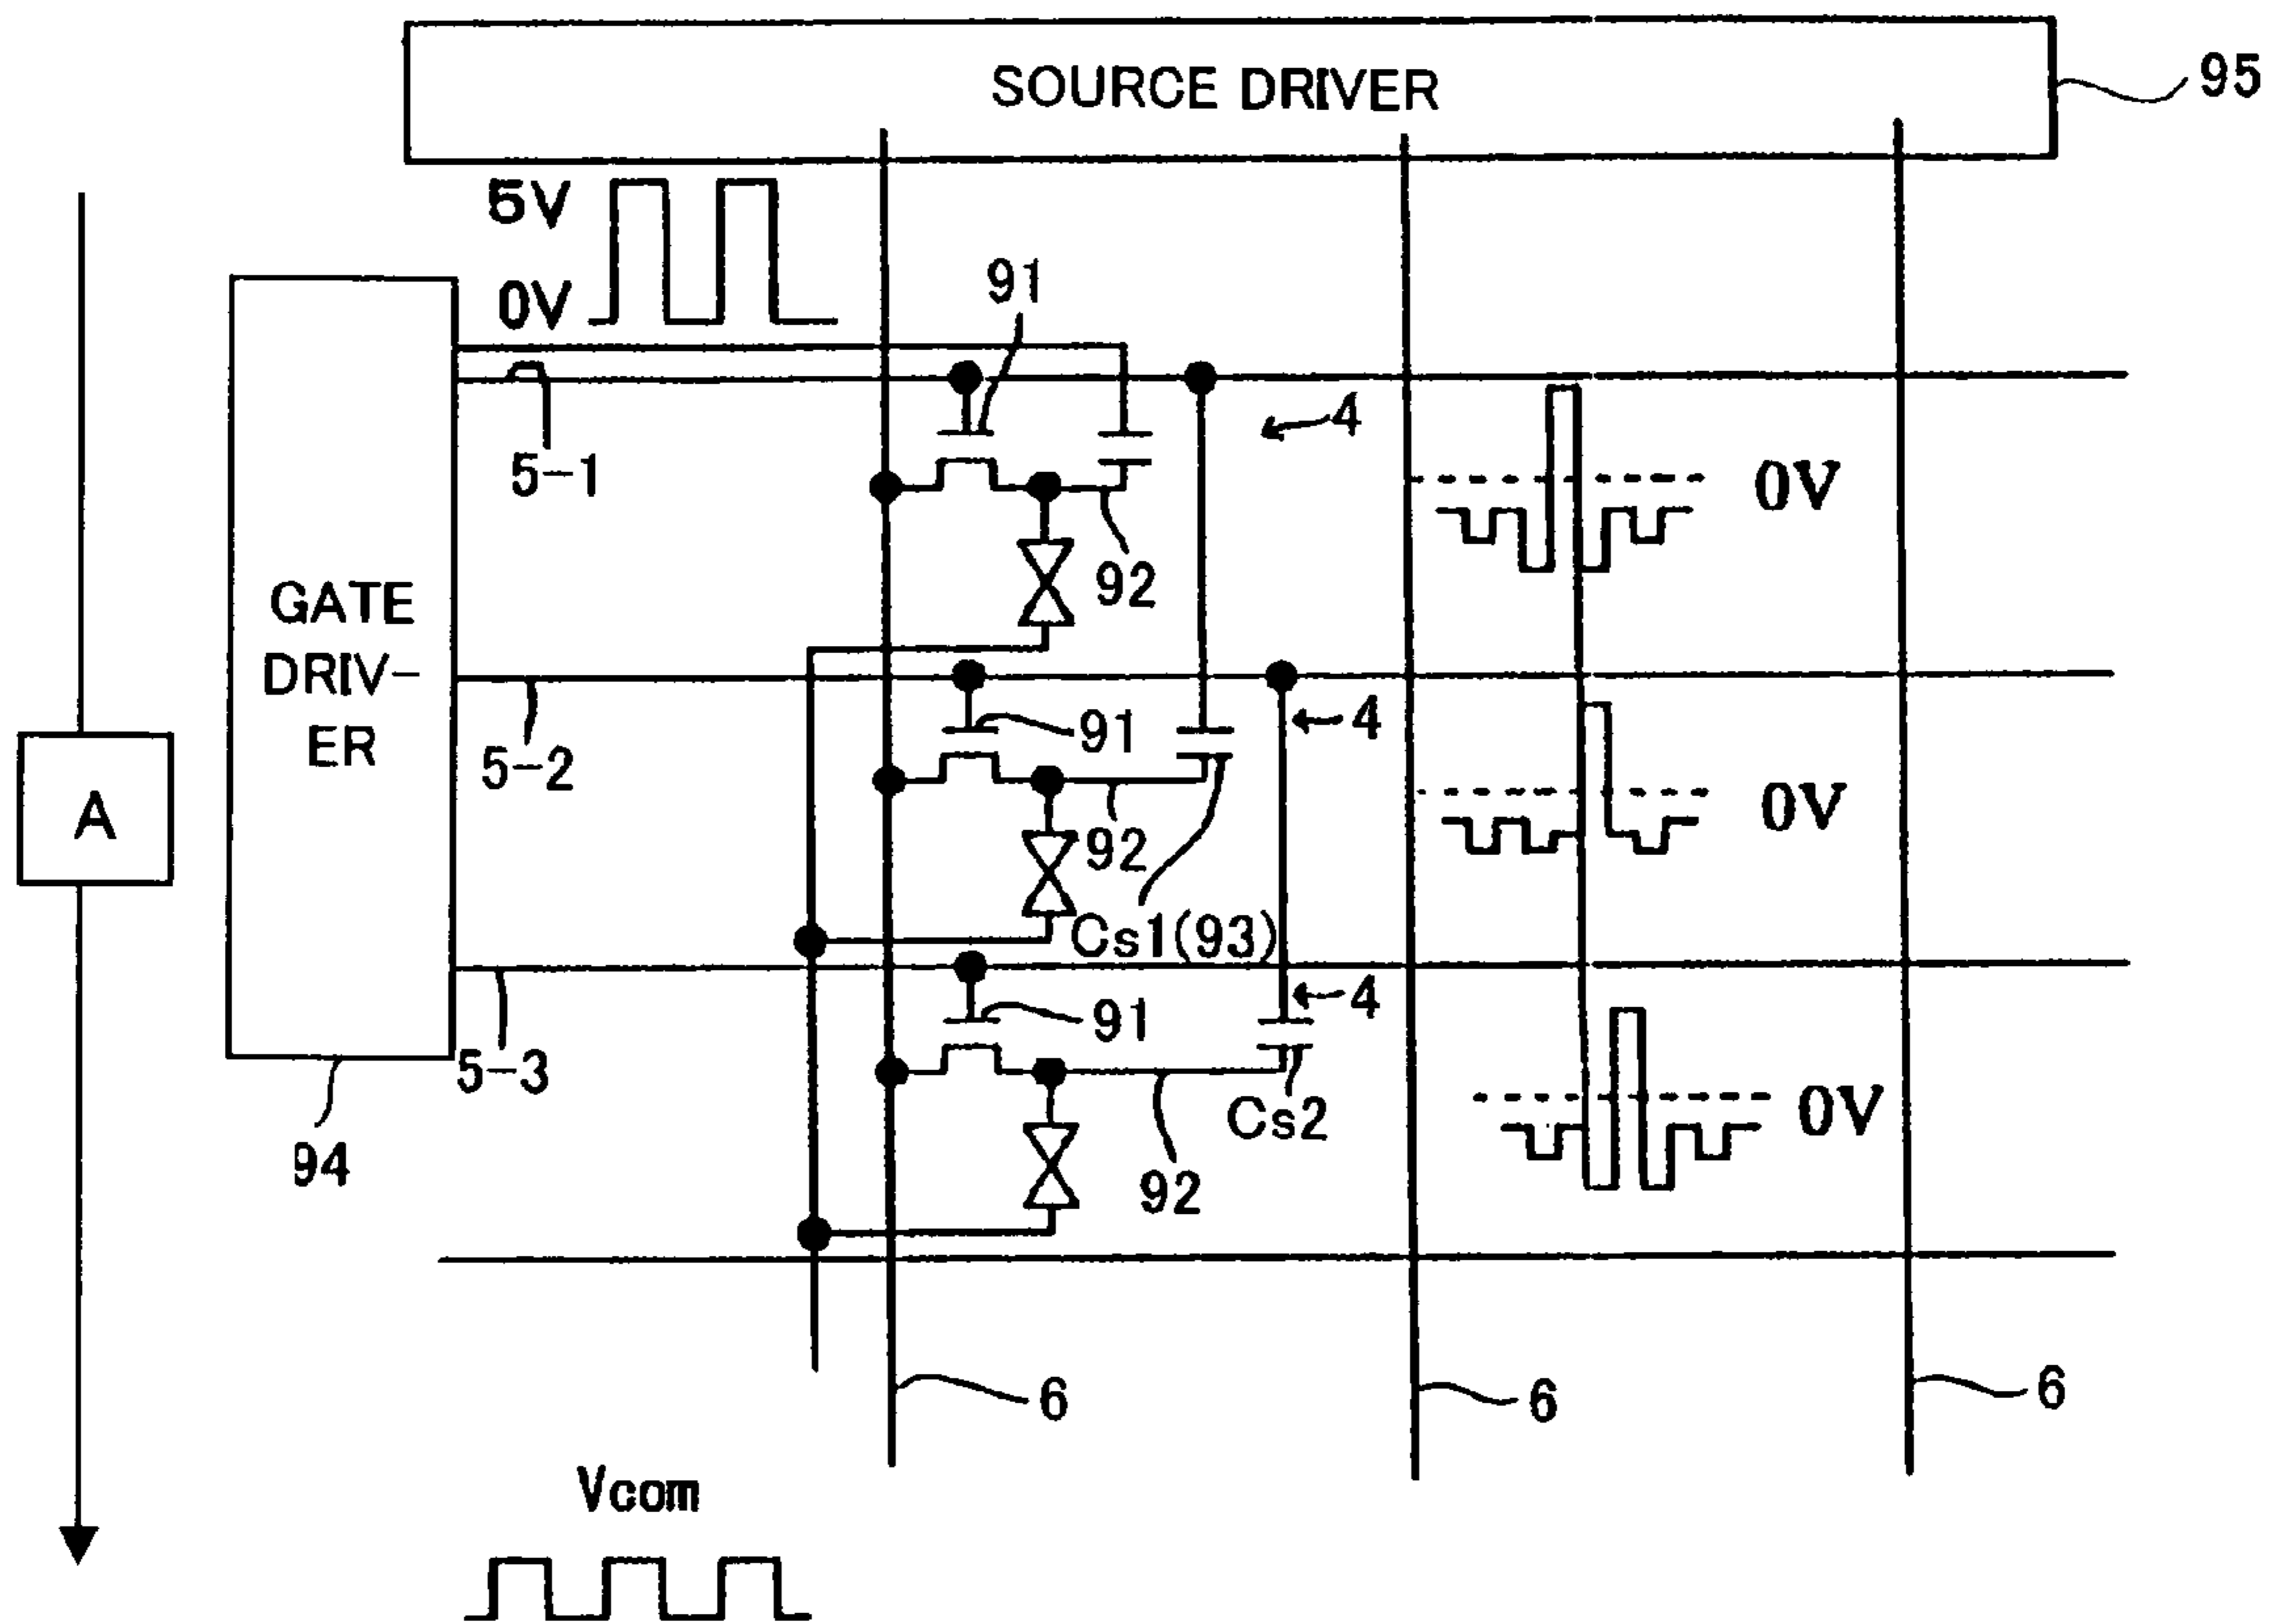 SOURCE DRIVER
95
5V
0V
91
5-1
4
0V
92
GATE
DRIV-
ER
5-2
91
4
0V
92
A
Cs1(93)
5-3
91
4
0V
Cs2
92
94
6
6
6
Vcom